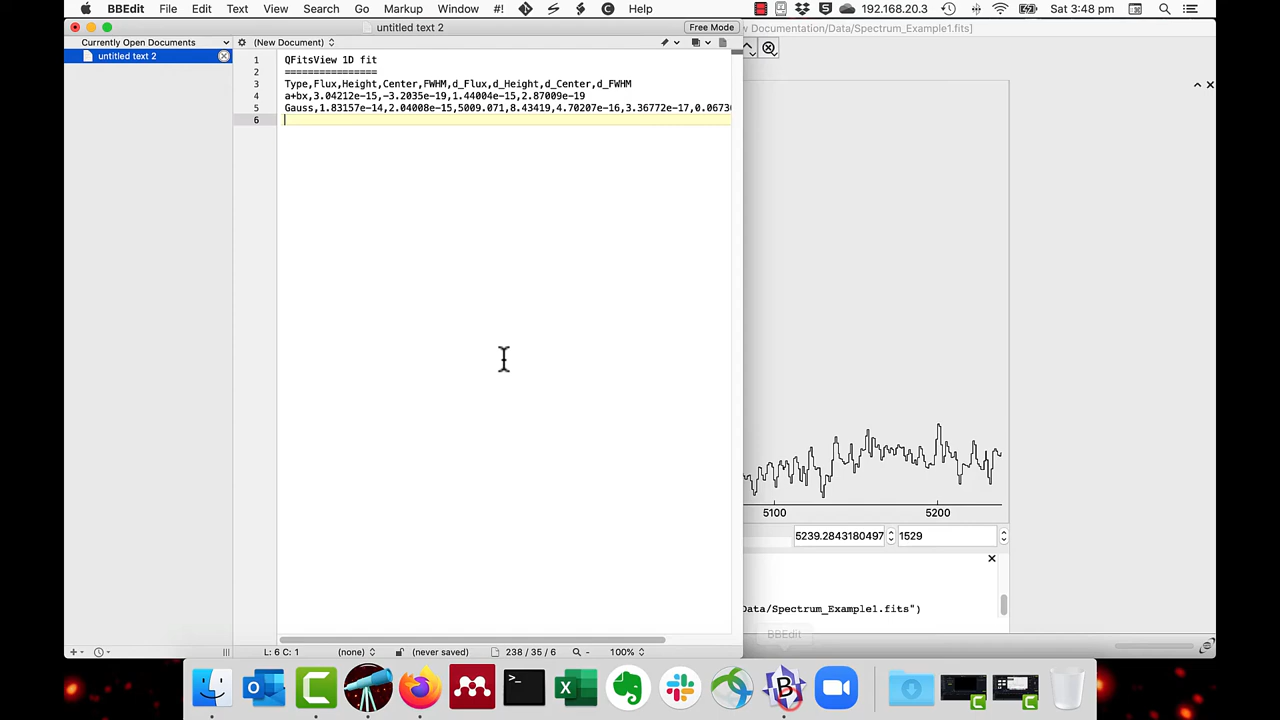 BBEdit File Edit Text View Search Go Markup Window #! Help 192.168.20.3 Sat 3:48 pm
untitled text 2 Free Mode
w Documentation/Data/Spectrum_Example1.fits]
Currently Open Documents (New Document)
untitled text 2
1 QFitsView 1D fit
2 ================
3 Type,Flux,Height,Center,FWHM,d_Flux,d_Height,d_Center,d_FWHM
4 a+bx,3.04212e-15,-3.2035e-19,1.44004e-15,2.87009e-19
5 Gauss,1.83157e-14,2.04008e-15,5009.071,8.43419,4.70207e-16,3.36772e-17,0.0673
6
5100 5200
5239.2843180497 1529
Data/Spectrum_Example1.fits")
BBEdit
L: 6 C: 1 (none) (never saved) 238 / 35 / 6 100%